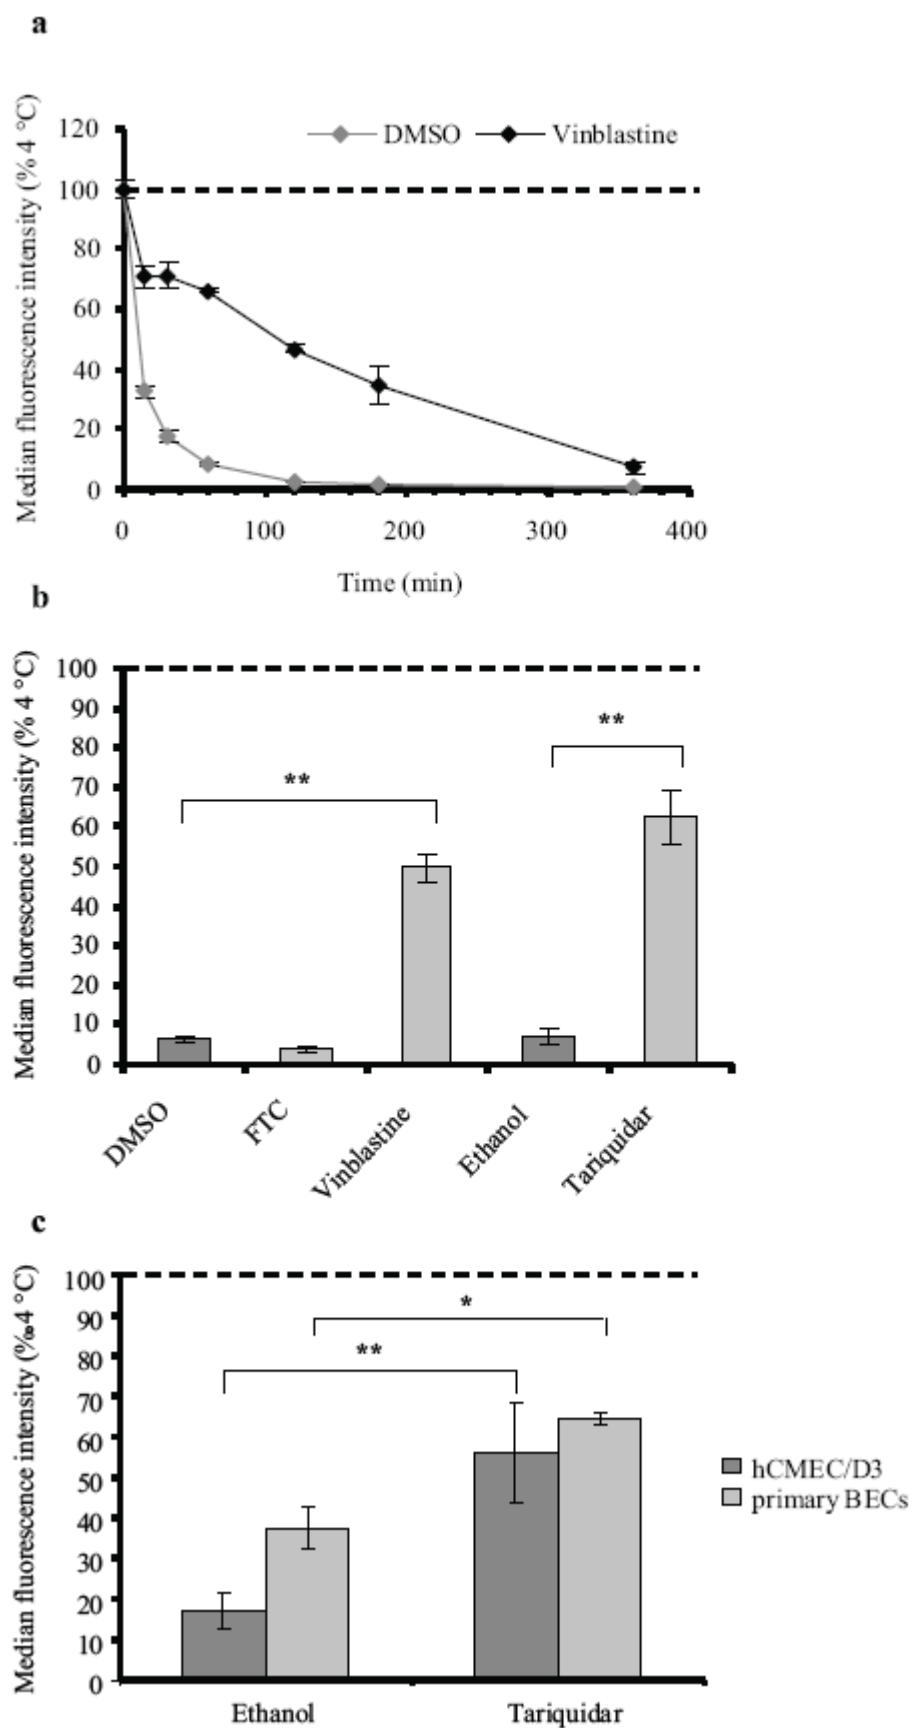 a
Median fluorescence intensity (% 4 °C)
DMSO
Vinblastine
120
100
80
60
40
20
0
0 100 200 300 400
Time (min)
b
Median fluorescence intensity (% 4 °C)
100
90
80
70
60
50
40
30
20
10
0
**
**
DMSO
FTC
Vinblastine
Ethanol
Tariquidar
c
Median fluorescence intensity (% 4 °C)
100
90
80
70
60
50
40
30
20
10
0
*
**
hCMEC/D3
primary BECs
Ethanol Tariquidar